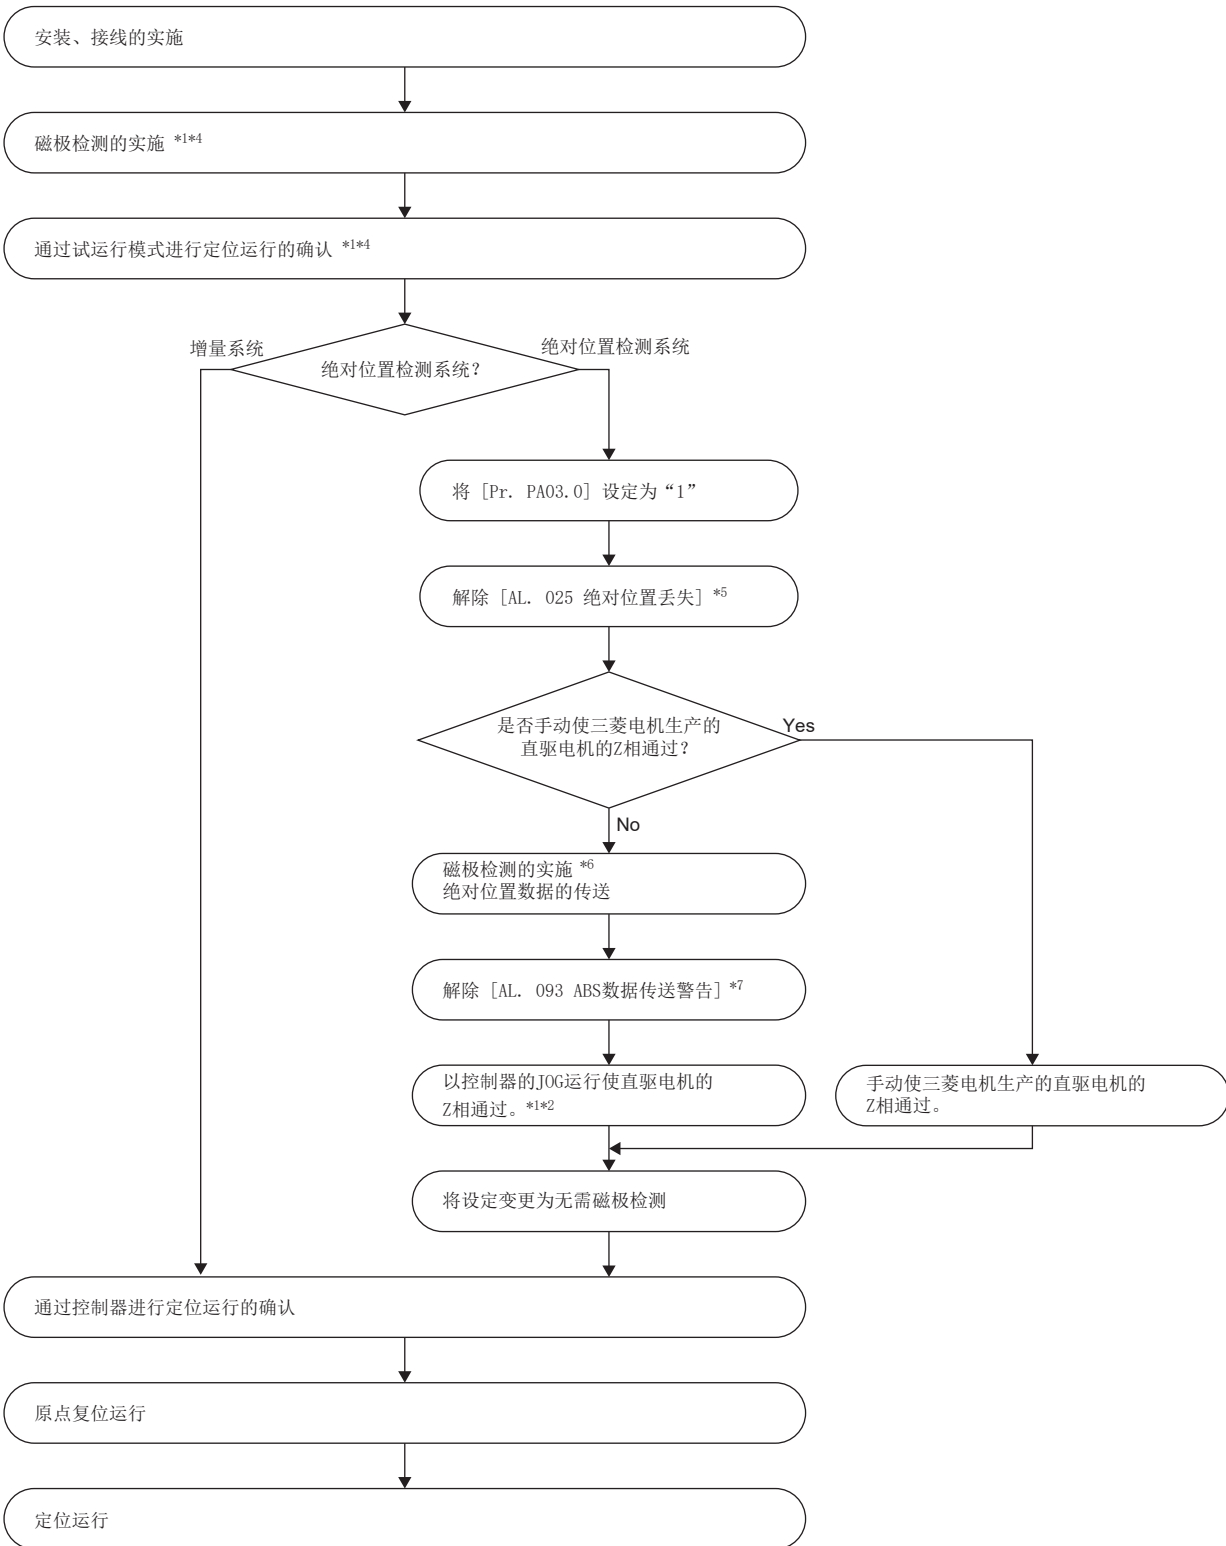 安装、接线的实施
磁极检测的实施 *1*4
通过试运行模式进行定位运行的确认 *1*4
增量系统
绝对位置检测系统
绝对位置检测系统？
将 [Pr. PA03.0] 设定为“1”
解除 [AL. 025 绝对位置丢失] *5
是否手动使三菱电机生产的
直驱电机的Z相通过？
Yes
No
磁极检测的实施 *6
绝对位置数据的传送
解除 [AL. 093 ABS数据传送警告] *7
以控制器的JOG运行使直驱电机的
Z相通过。*1*2
手动使三菱电机生产的直驱电机的
Z相通过。
将设定变更为无需磁极检测
通过控制器进行定位运行的确认
原点复位运行
定位运行